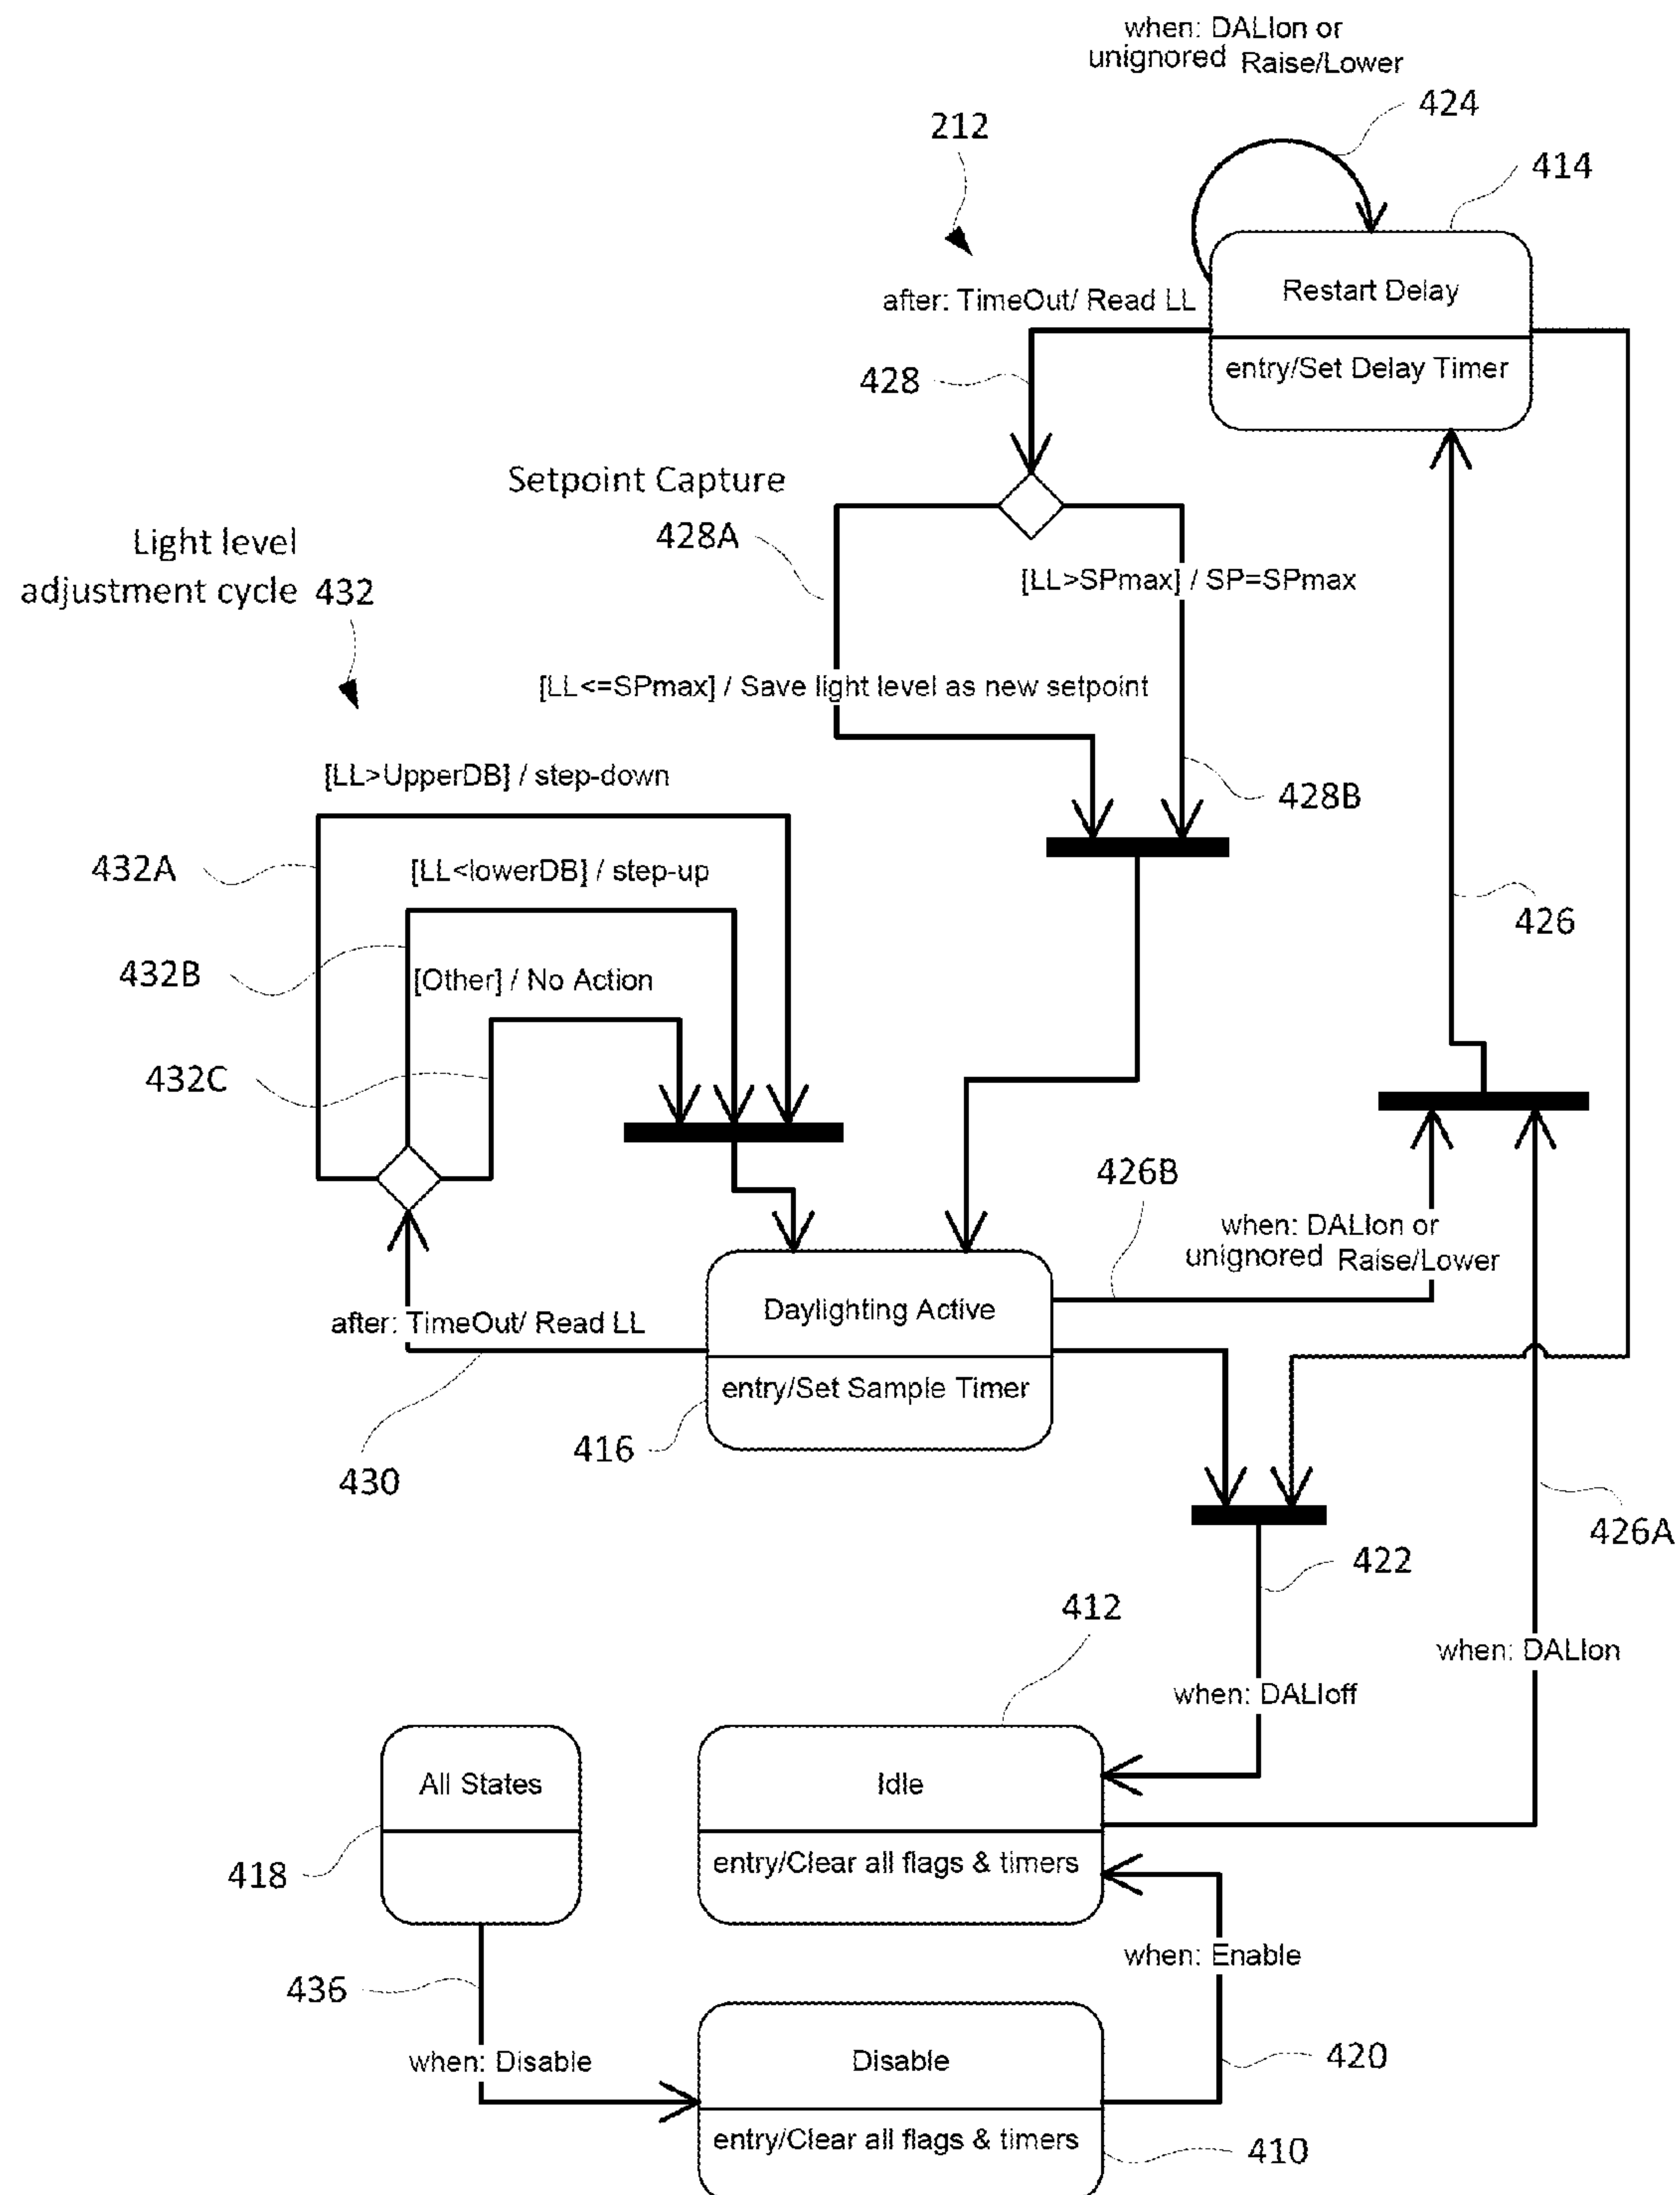 when: DALIon or
unignored Raise/Lower
424
212
414
after: TimeOut/ Read LL
Restart Delay
entry/Set Delay Timer
428
Setpoint Capture
428A
Light level
adjustment cycle 432
[LL>SPmax] / SP=SPmax
[LL<=SPmax] / Save light level as new setpoint
[LL>UpperDB] / step-down
428B
432A
[LL<lowerDB] / step-up
426
432B
[Other] / No Action
432C
426B
when: DALIon or
unignored Raise/Lower
Daylighting Active
after: TimeOut/ Read LL
entry/Set Sample Timer
416
430
426A
422
412
when: DALIon
when: DALIoff
All States
Idle
entry/Clear all flags & timers
418
when: Enable
436
420
when: Disable
Disable
entry/Clear all flags & timers
410